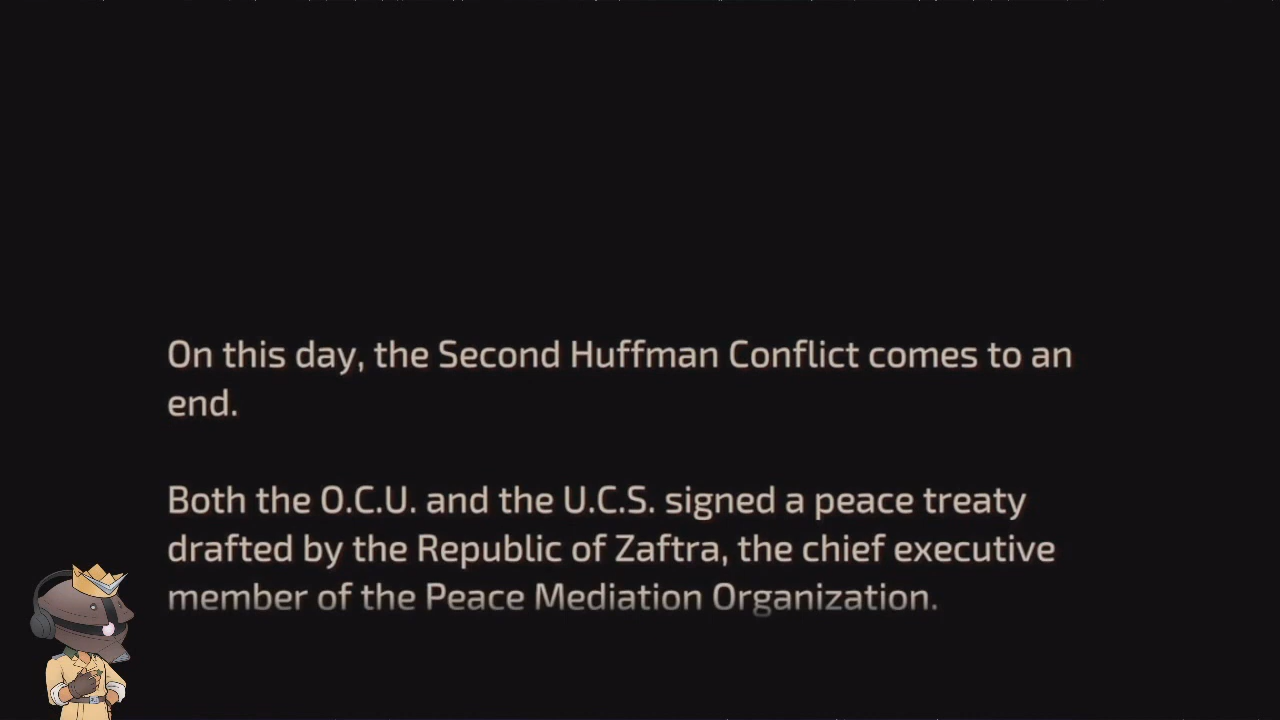 On this day, the Second Huffman Conflict comes to an
end.
Both the O.C.U. and the U.C.S. signed a peace treaty
drafted by the Republic of Zaftra, the chief executive
member of the Peace Mediation Organization.